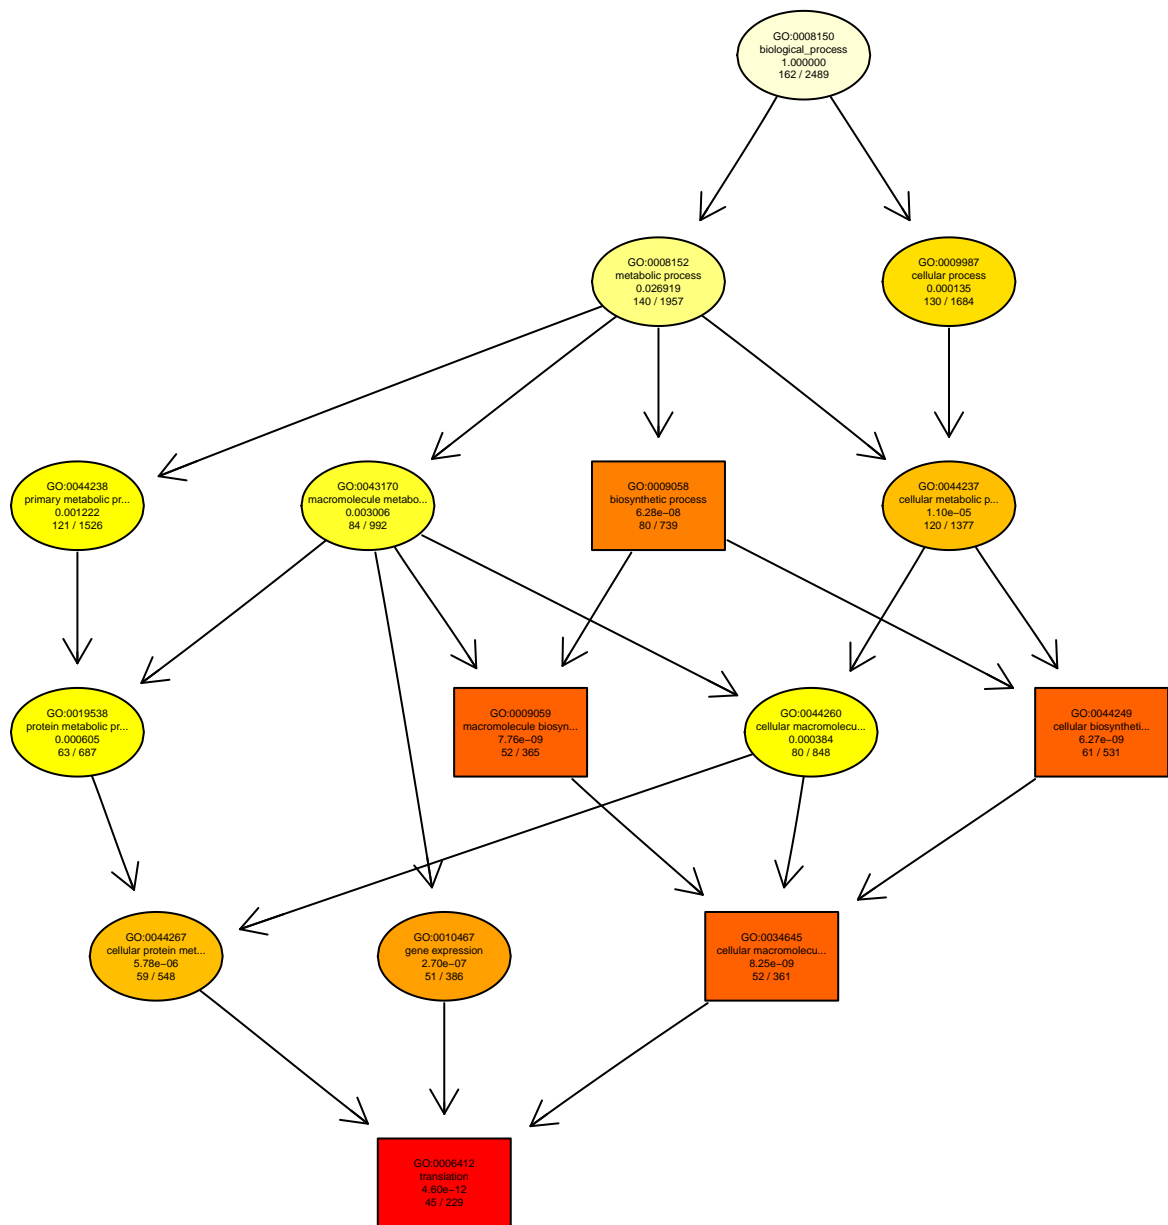 GO:0008150
biological_process
1.000000
162 / 2489
GO:0008152
metabolic process
0.026919
140 / 1957
GO:0009987
cellular process
0.000135
130 / 1684
GO:0044238
primary metabolic pr...
0.001222
121 / 1526
GO:0043170
macromolecule metabo...
0.003006
84 / 992
GO:0009058
biosynthetic process
6.28e−08
80 / 739
GO:0044237
cellular metabolic p...
1.10e−05
120 / 1377
GO:0019538
protein metabolic pr...
0.000605
63 / 687
GO:0009059
macromolecule biosyn...
7.76e−09
52 / 365
GO:0044260
cellular macromolecu...
0.000384
80 / 848
GO:0044249
cellular biosyntheti...
6.27e−09
61 / 531
GO:0044267
cellular protein met...
5.78e−06
59 / 548
GO:0010467
gene expression
2.70e−07
51 / 386
GO:0034645
cellular macromolecu...
8.25e−09
52 / 361
GO:0006412
translation
4.60e−12
45 / 229